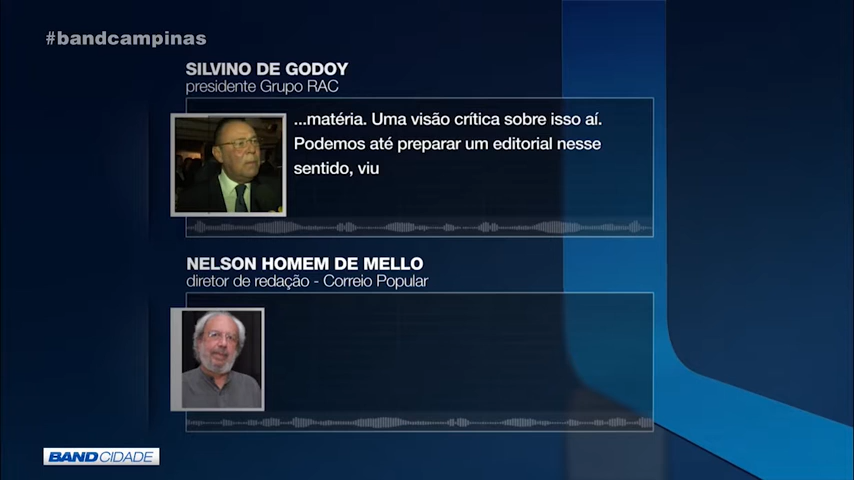 #bandcampinas
SILVINO DE GODOY
presidente Grupo RAC
...matéria. Uma visão crítica sobre isso aí.
Podemos até preparar um editorial nesse
sentido, viu
NELSON HOMEM DE MELLO
diretor de redação - Correio Popular
BAND CIDADE